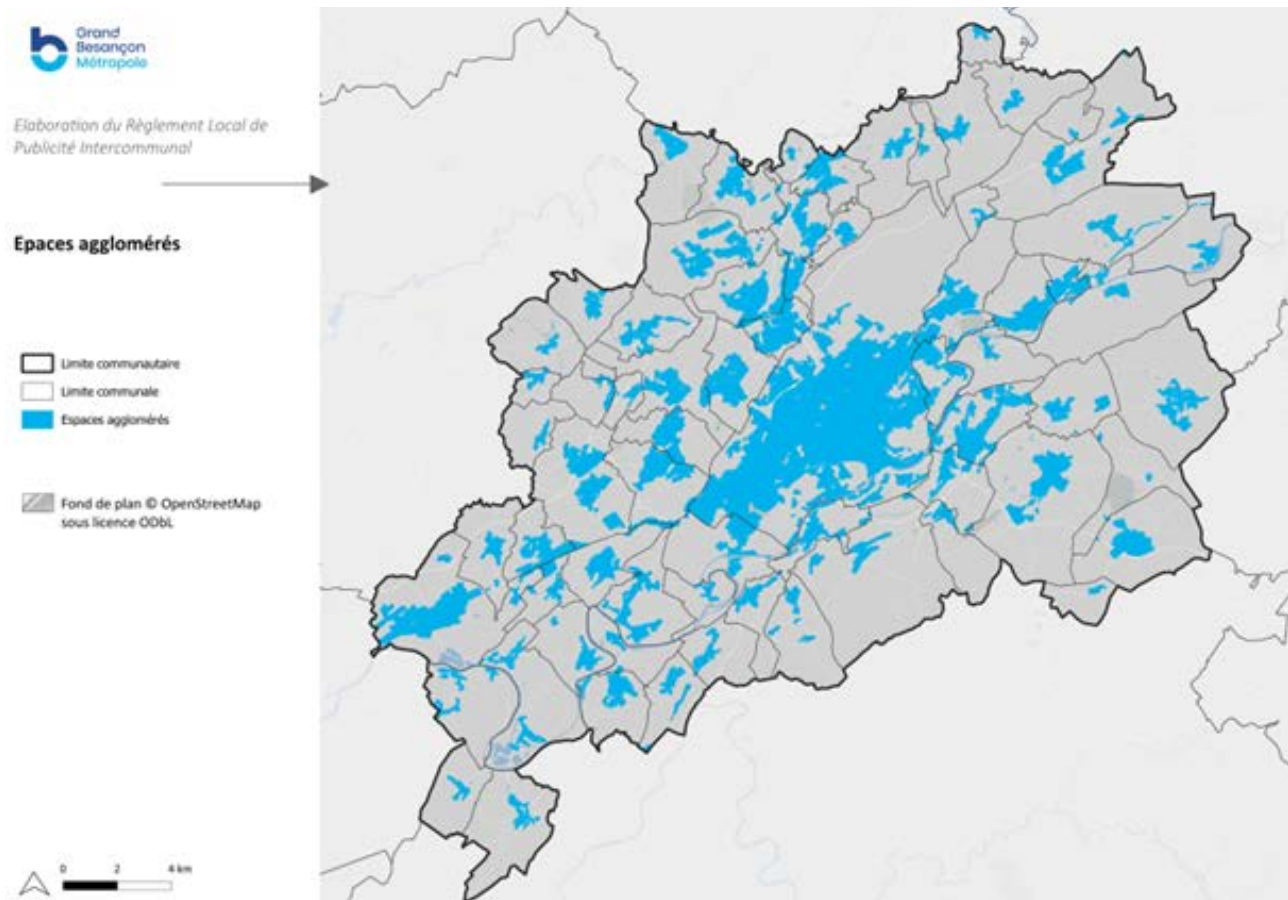 Grand
Besançon
Métropole
Elaboration du Règlement Local de
Publicité Intercommunal
Epaces agglomérés
Limite communautaire
Limite communale
Espaces agglomérés
Fond de plan © OpenStreetMap
sous licence ODbL
0 2 4 km